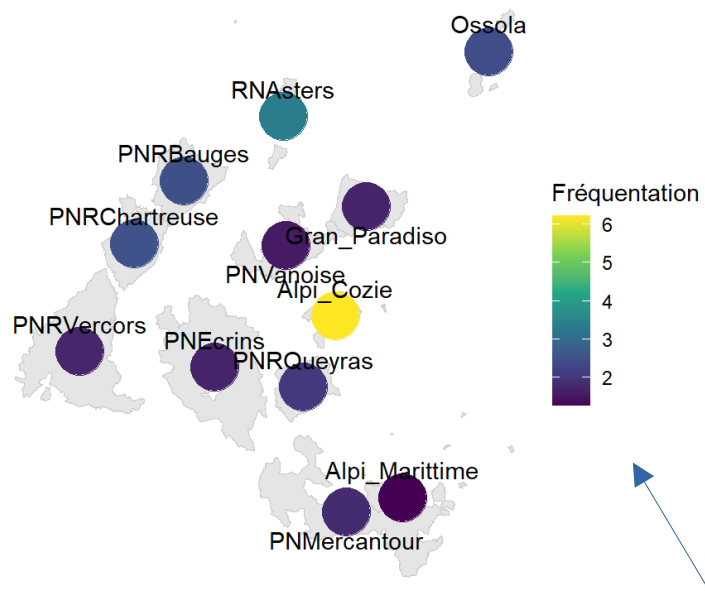 Ossola
RNAsters
PNRBauges
Fréquentation
PNRChartreuse
6
Gran_Paradiso
5
PNVanoise
Alpi_Cozie
4
PNRVercors
3
PNEcrins
PNRQueyras
2
Alpi_Marittime
PNMercantour